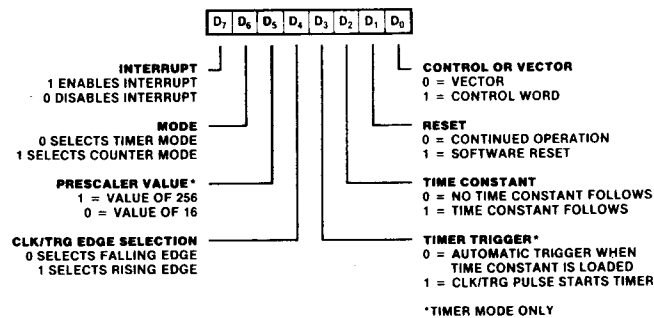 D7 D6 D5 D4 D3 D2 D1 D0
INTERRUPT
1 ENABLES INTERRUPT
0 DISABLES INTERRUPT
MODE
0 SELECTS TIMER MODE
1 SELECTS COUNTER MODE
PRESCALER VALUE*
1 = VALUE OF 256
0 = VALUE OF 16
CLK/TRG EDGE SELECTION
0 SELECTS FALLING EDGE
1 SELECTS RISING EDGE
CONTROL OR VECTOR
0 = VECTOR
1 = CONTROL WORD
RESET
0 = CONTINUED OPERATION
1 = SOFTWARE RESET
TIME CONSTANT
0 = NO TIME CONSTANT FOLLOWS
1 = TIME CONSTANT FOLLOWS
TIMER TRIGGER*
0 = AUTOMATIC TRIGGER WHEN
TIME CONSTANT IS LOADED
1 = CLK/TRG PULSE STARTS TIMER
*TIMER MODE ONLY